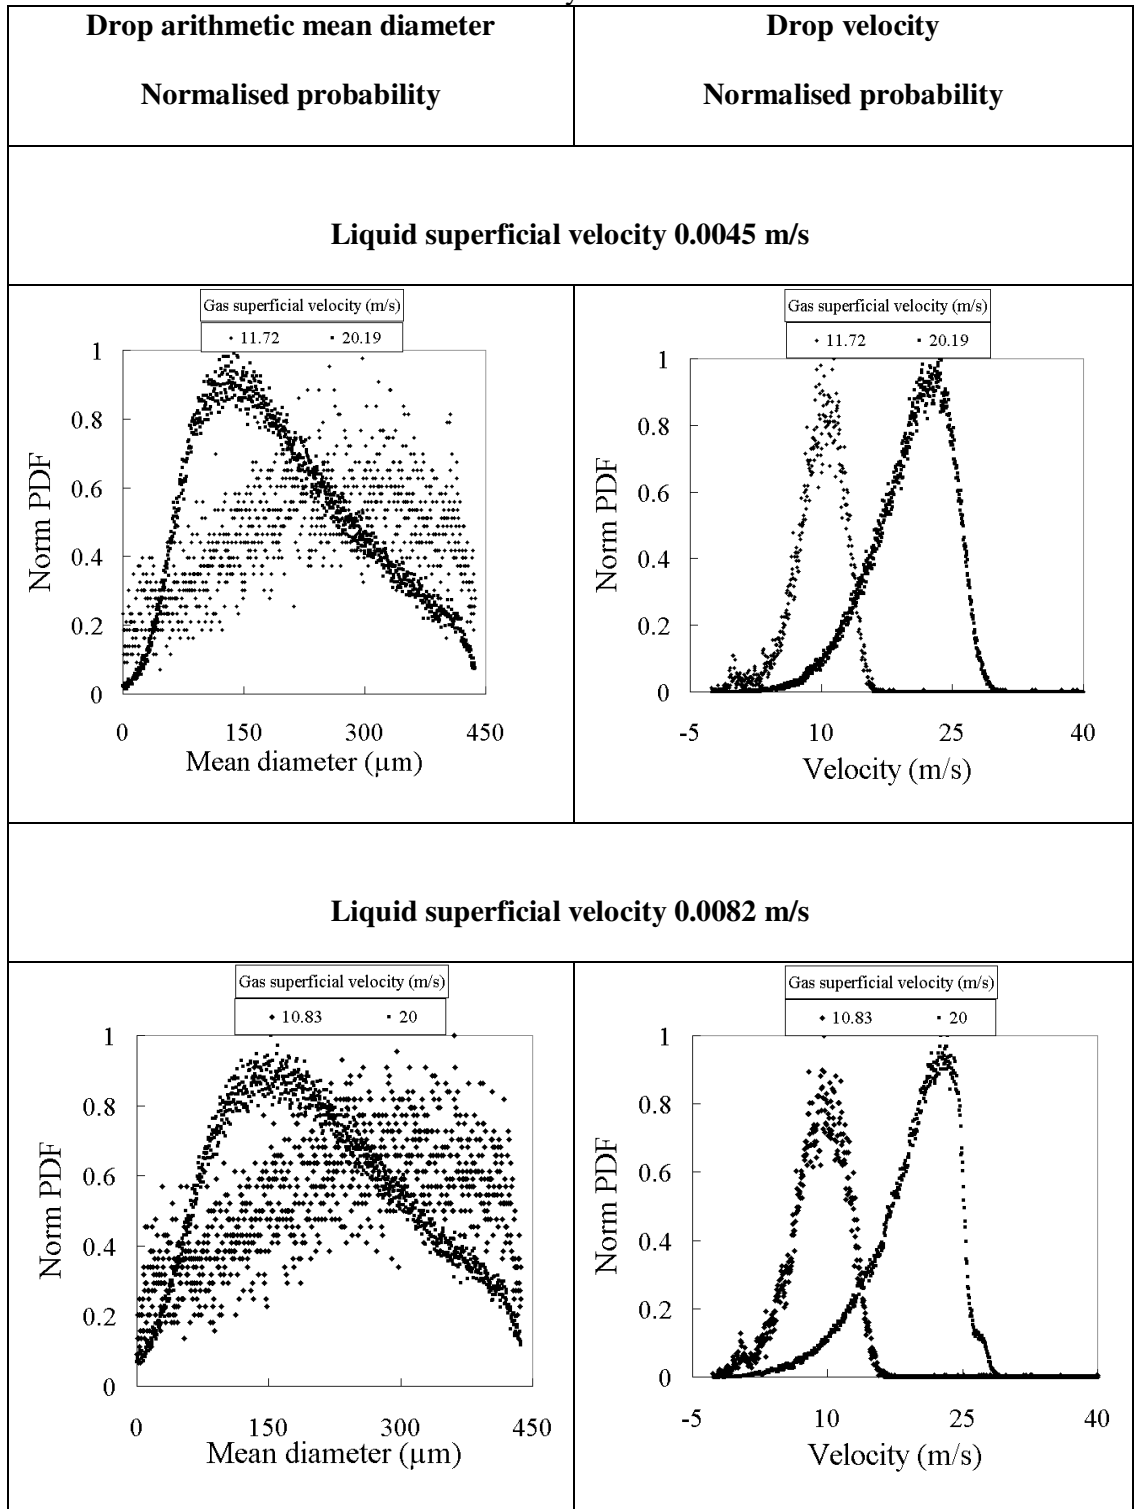 Drop arithmetic mean diameter
Normalised probability
Drop velocity
Normalised probability
Liquid superficial velocity 0.0045 m/s
Gas superficial velocity (m/s)
11.72 20.19
1
0.8
0.6
0.4
0.2
0
Norm PDF
0 150 300 450
Mean diameter (µm)
Gas superficial velocity (m/s)
11.72 20.19
1
0.8
0.6
0.4
0.2
0
Norm PDF
-5 10 25 40
Velocity (m/s)
Liquid superficial velocity 0.0082 m/s
Gas superficial velocity (m/s)
10.83 20
1
0.8
0.6
0.4
0.2
0
Norm PDF
0 150 300 450
Mean diameter (µm)
Gas superficial velocity (m/s)
10.83 20
1
0.8
0.6
0.4
0.2
0
Norm PDF
-5 10 25 40
Velocity (m/s)